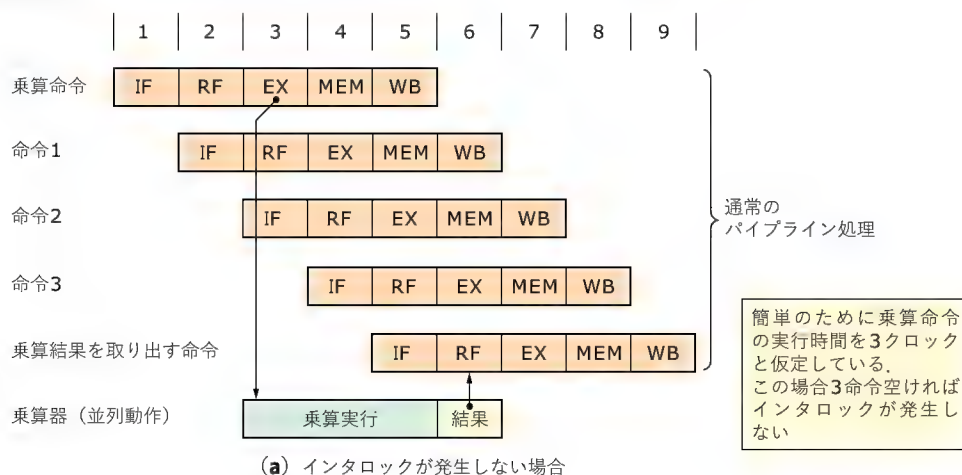 1 2 3 4 5 6 7 8 9
乗算命令 IF RF EX MEM WB
命令1 IF RF EX MEM WB
命令2 IF RF EX MEM WB
命令3 IF RF EX MEM WB
乗算結果を取り出す命令 IF RF EX MEM WB
乗算器（並列動作） 乗算実行 結果
通常の
パイプライン処理
簡単のために乗算命令
の実行時間を3クロック
と仮定している．
この場合3命令空ければ
インタロックが発生し
ない
（a）インタロックが発生しない場合